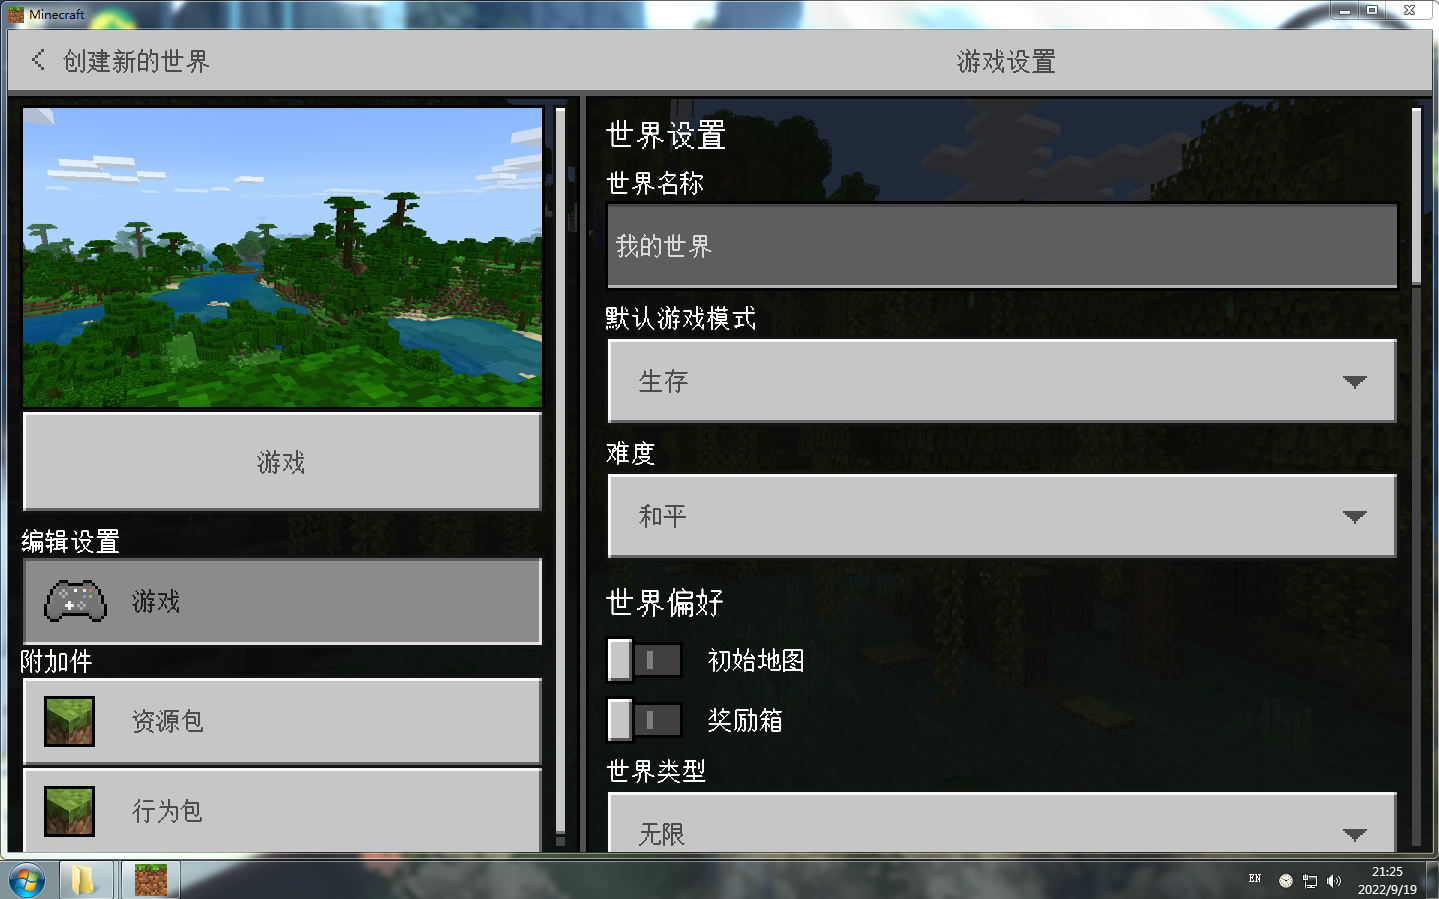 Minecraft
创建新的世界
游戏设置
游戏
编辑设置
游戏
附加件
资源包
行为包
世界设置
世界名称
我的世界
默认游戏模式
生存
难度
和平
世界偏好
初始地图
奖励箱
世界类型
无限
EN
21:25
2022/9/19